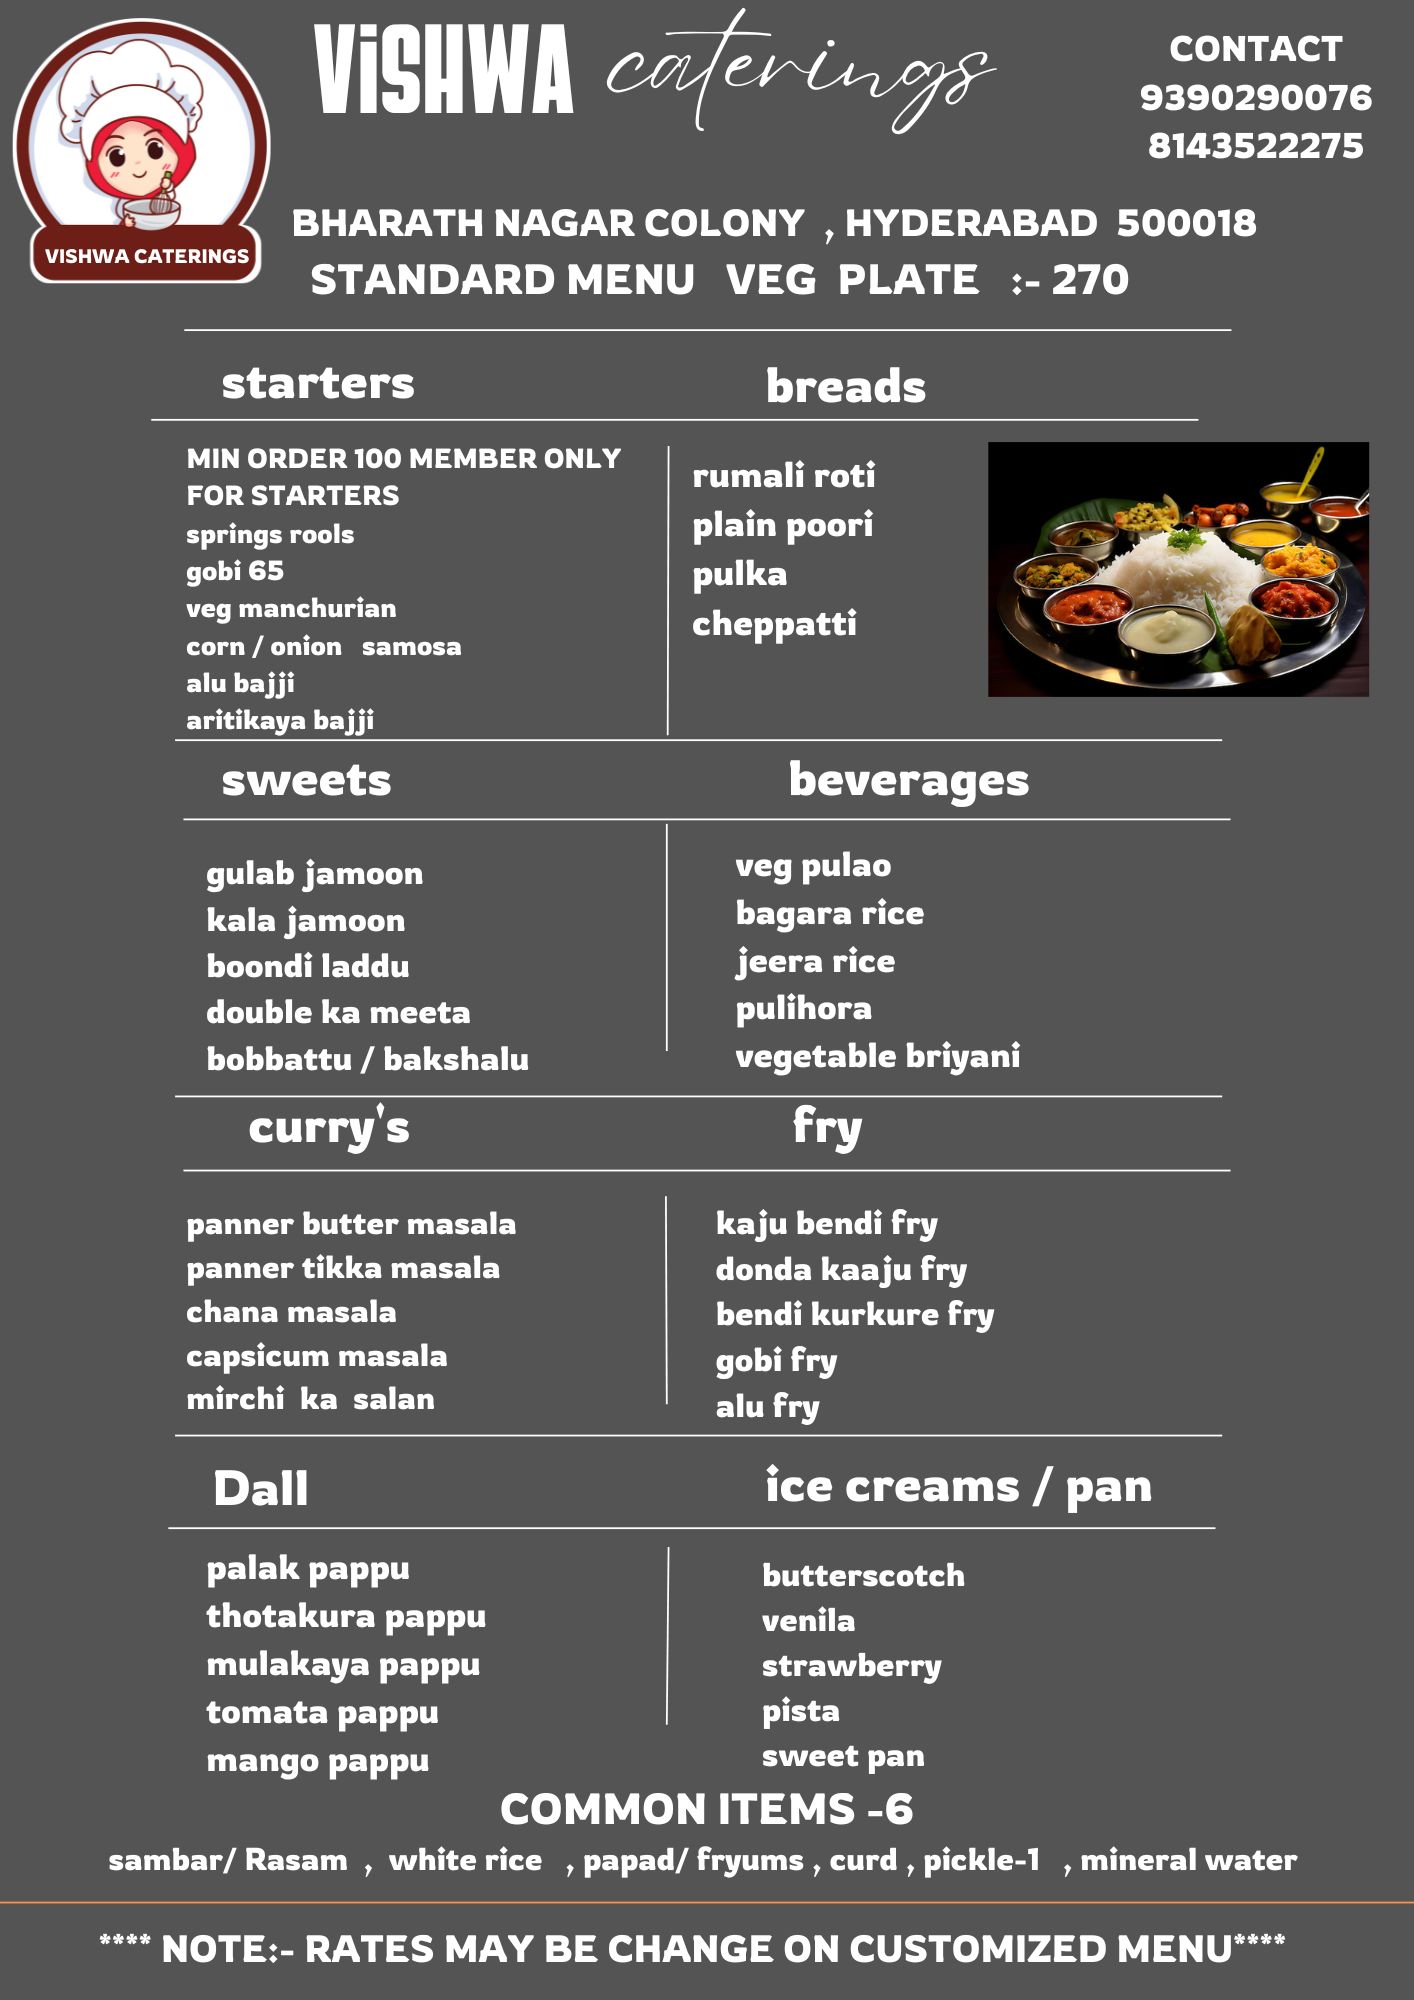 VISHWA caterings
CONTACT
9390290076
8143522275
VISHWA CATERINGS
BHARATH NAGAR COLONY , HYDERABAD 500018
STANDARD MENU VEG PLATE :- 270
starters
MIN ORDER 100 MEMBER ONLY
FOR STARTERS
springs rools
gobi 65
veg manchurian
corn / onion samosa
alu bajji
aritikaya bajji
breads
rumali roti
plain poori
pulka
cheppatti
sweets
gulab jamoon
kala jamoon
boondi laddu
double ka meeta
bobbattu / bakshalu
beverages
veg pulao
bagara rice
jeera rice
pulihora
vegetable briyani
curry's
panner butter masala
panner tikka masala
chana masala
capsicum masala
mirchi ka salan
fry
kaju bendi fry
donda kaaju fry
bendi kurkure fry
gobi fry
alu fry
Dall
palak pappu
thotakura pappu
mulakaya pappu
tomata pappu
mango pappu
ice creams / pan
butterscotch
venila
strawberry
pista
sweet pan
COMMON ITEMS -6
sambar/ Rasam , white rice , papad/ fryums , curd , pickle-1 , mineral water
**** NOTE:- RATES MAY BE CHANGE ON CUSTOMIZED MENU****